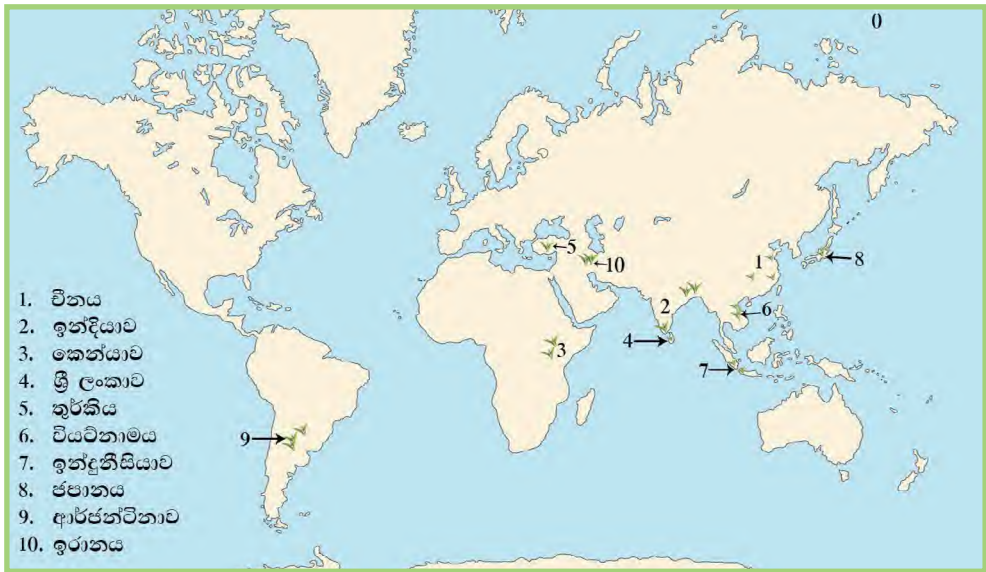 0
5
10
1
8
2
6
4
3
7
9
1. චීනය
2. ඉන්දියාව
3. කෙන්යාව
4. ශ්‍රී ලංකාව
5. තුර්කිය
6. වියට්නාමය
7. ඉන්දුනීසියාව
8. ජපානය
9. ආර්ජන්ටිනාව
10. ඉරානය